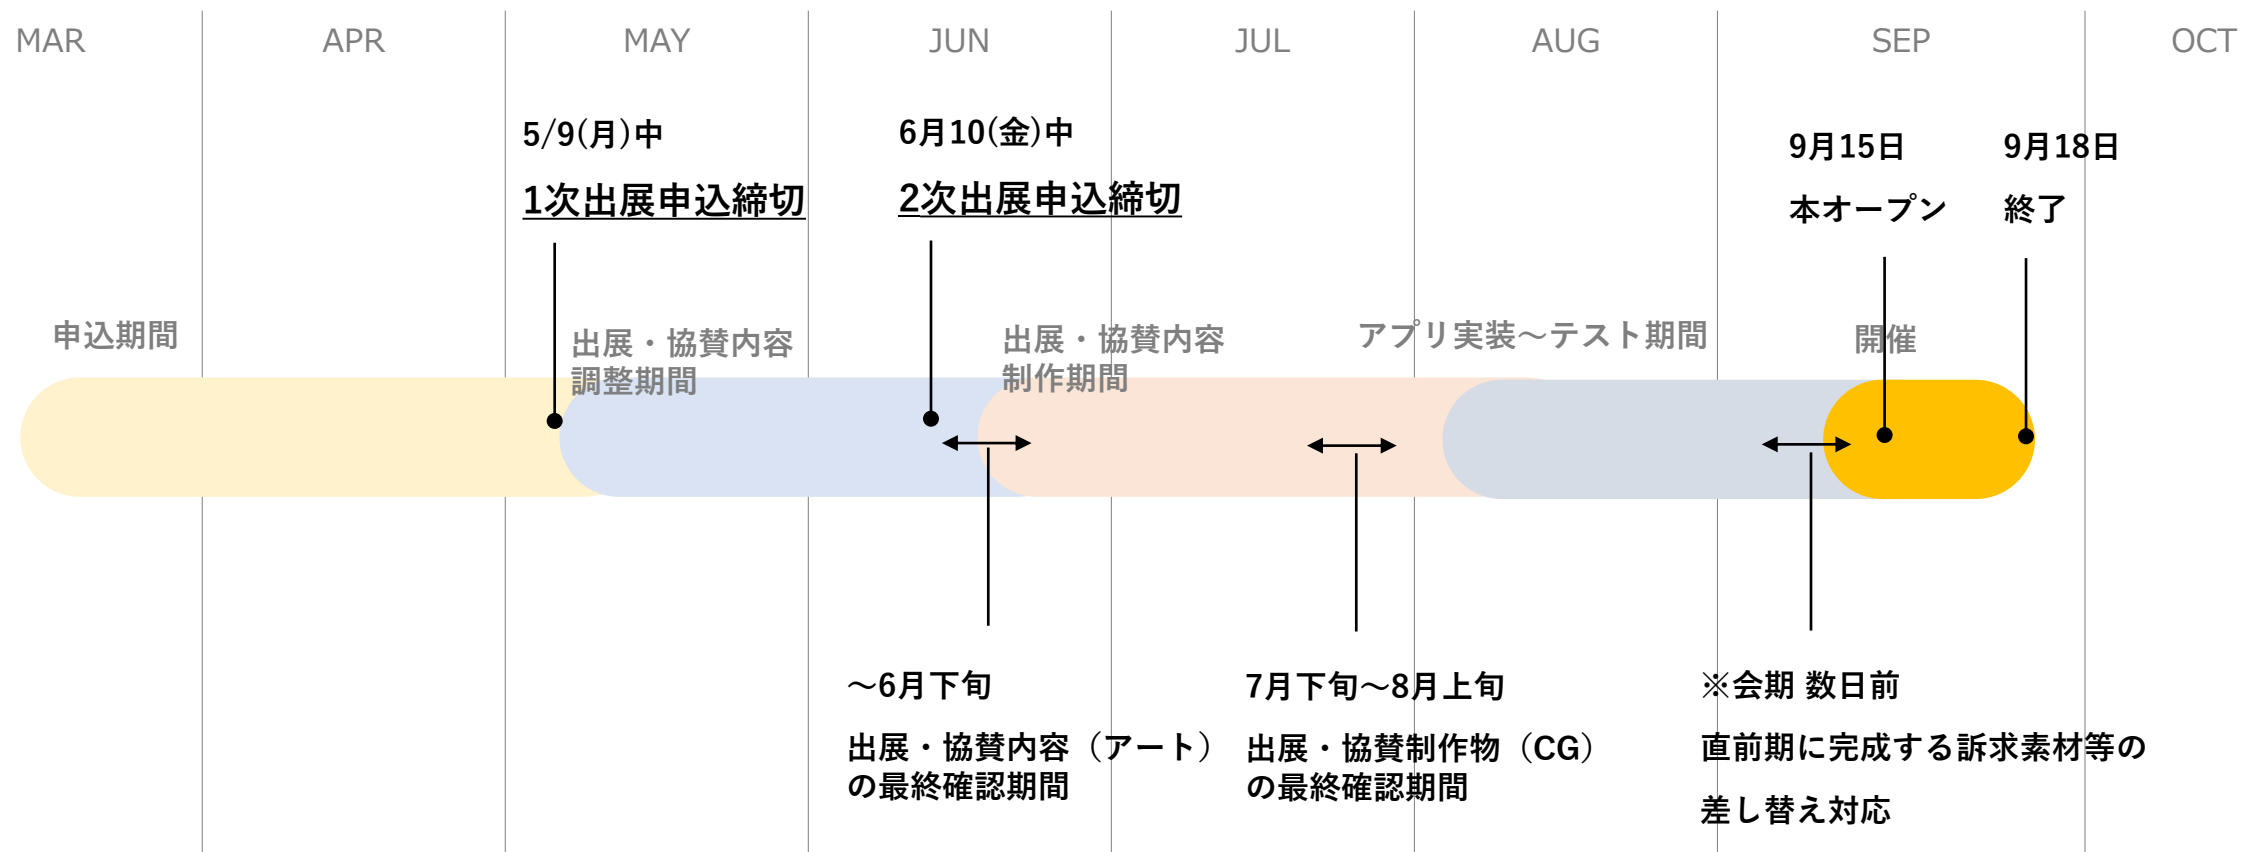 MAR
APR
MAY
JUN
JUL
AUG
SEP
OCT
5/9(月)中
1次出展申込締切
6月10(金)中
2次出展申込締切
9月15日
本オープン
9月18日
終了
申込期間
出展・協賛内容
調整期間
出展・協賛内容
制作期間
アプリ実装～テスト期間
開催
～6月下旬
出展・協賛内容（アート）
の最終確認期間
7月下旬～8月上旬
出展・協賛制作物（CG）
の最終確認期間
※会期 数日前
直前期に完成する訴求素材等の
差し替え対応